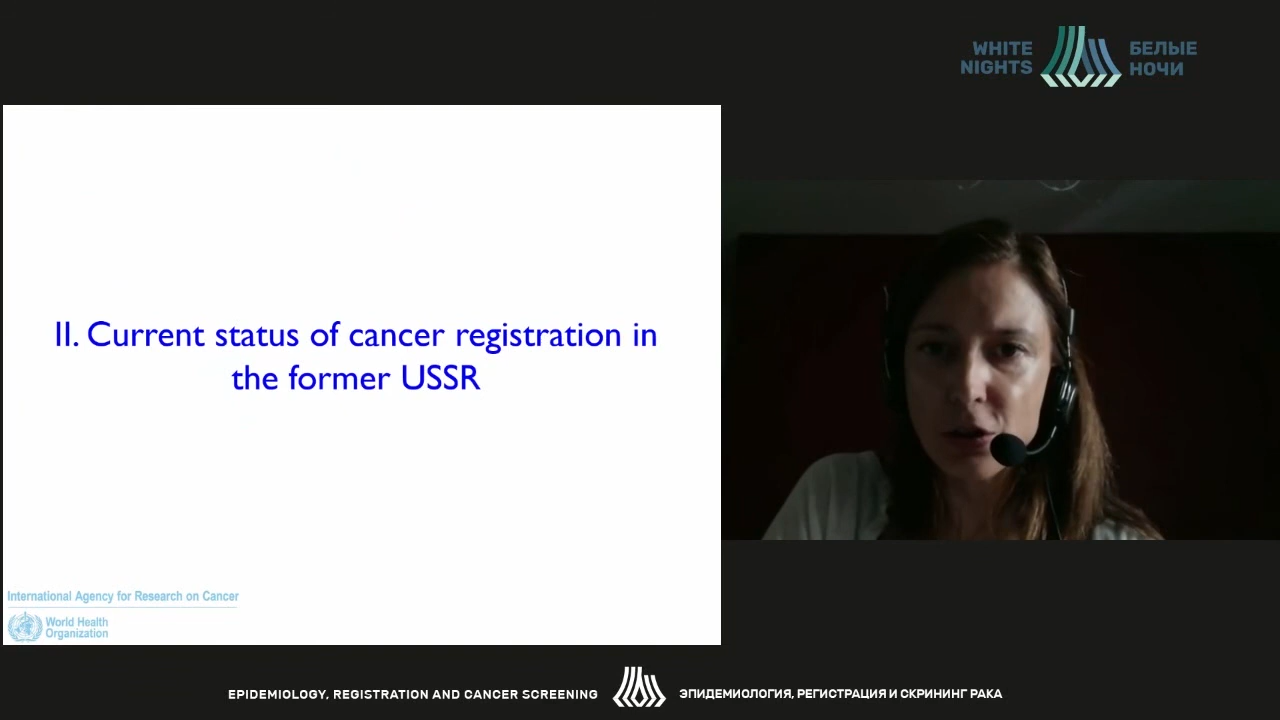 WHITE
NIGHTS
БЕЛЫЕ
НОЧИ
II. Current status of cancer registration in
the former USSR
International Agency for Research on Cancer
World Health
Organization
EPIDEMIOLOGY, REGISTRATION AND CANCER SCREENING
ЭПИДЕМИОЛОГИЯ, РЕГИСТРАЦИЯ И СКРИНИНГ РАКА